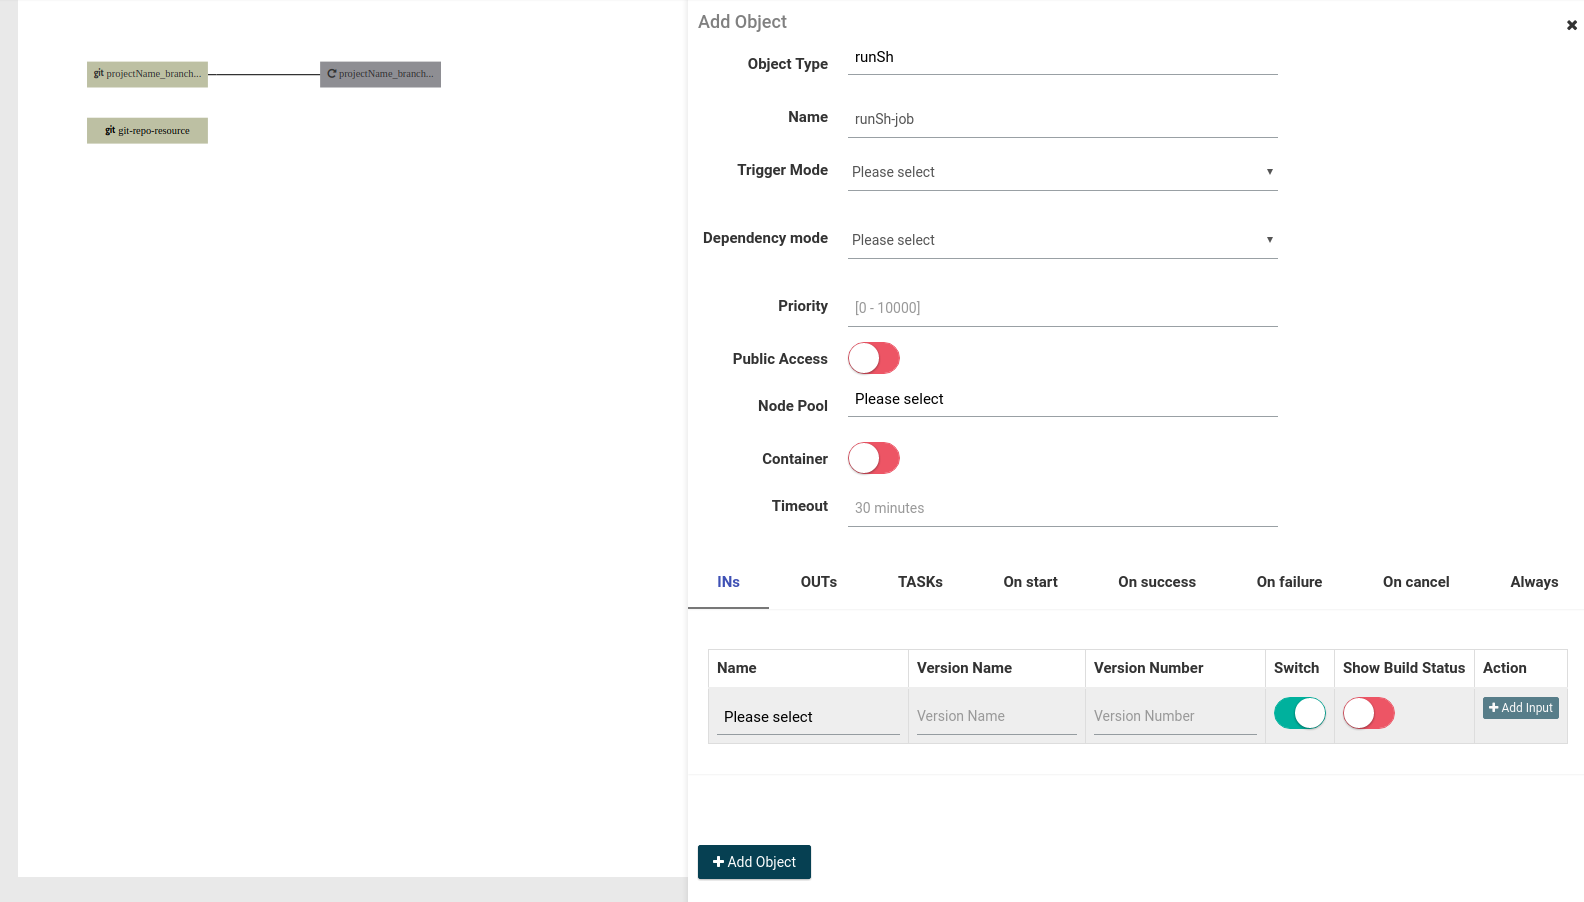 git projectName_branch...
projectName_branch...
git git-repo-resource
Add Object
Object Type
runSh
Name
runSh-job
Trigger Mode
Please select
Dependency mode
Please select
Priority
[0 - 10000]
Public Access
Node Pool
Please select
Container
Timeout
30 minutes
INs OUTs TASKs On start On success On failure On cancel Always
Name Version Name Version Number Switch Show Build Status Action
Please select Version Name Version Number Add Input
Add Object